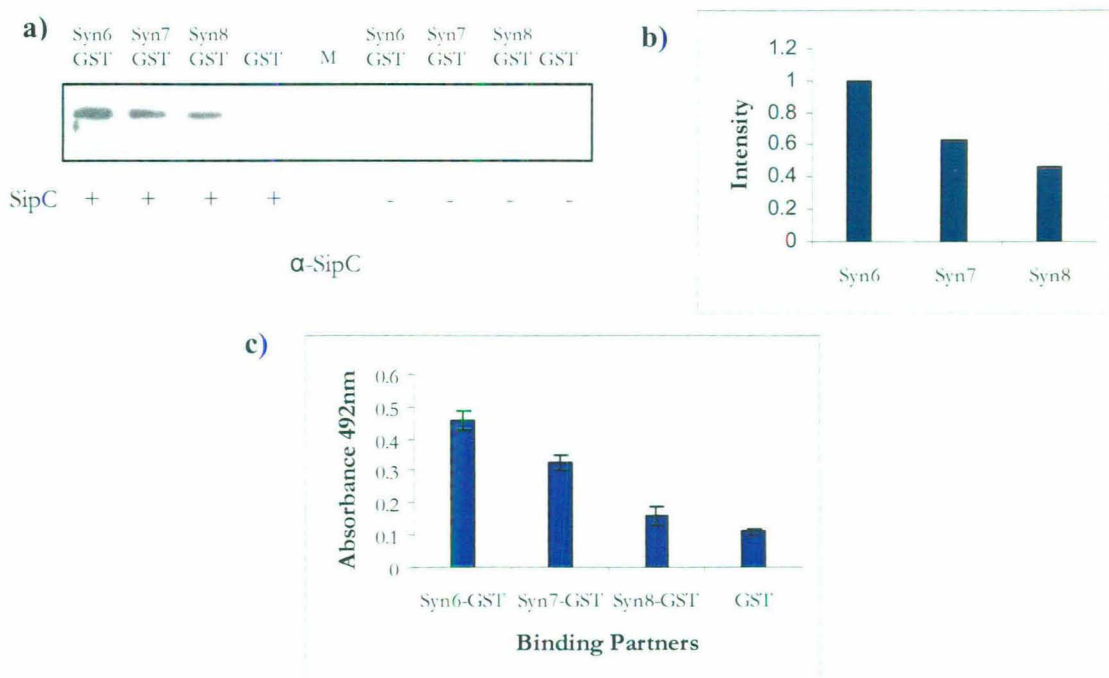 a)
Syn6 Syn7 Syn8 Syn6 Syn7 Syn8
GST GST GST GST M GST GST GST GST
SipC + + + + - - - -
α-SipC
b)
Intensity
1.2
1
0.8
0.6
0.4
0.2
0
Syn6 Syn7 Syn8
c)
Absorbance 492nm
0.6
0.5
0.4
0.3
0.2
0.1
0
Syn6-GST Syn7-GST Syn8-GST GST
Binding Partners